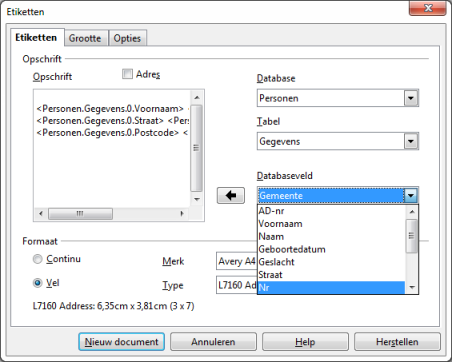 Etiketten
Etiketten Grootte Opties
Opschrift
Opschrift Adres
<Personen.Gegevens.0.Voornaam> <
<Personen.Gegevens.0.Straat> <Pers
<Personen.Gegevens.0.Postcode> <
Database
Personen
Tabel
Gegevens
Databaseveld
Gemeente
AD-nr
Voornaam
Naam
Geboortedatum
Geslacht
Straat
Nr
Formaat
Continu
Vel
Merk Avery A4
Type L7160 Ad
L7160 Address: 6,35cm x 3,81cm (3 x 7)
Nieuw document Annuleren Help Herstellen